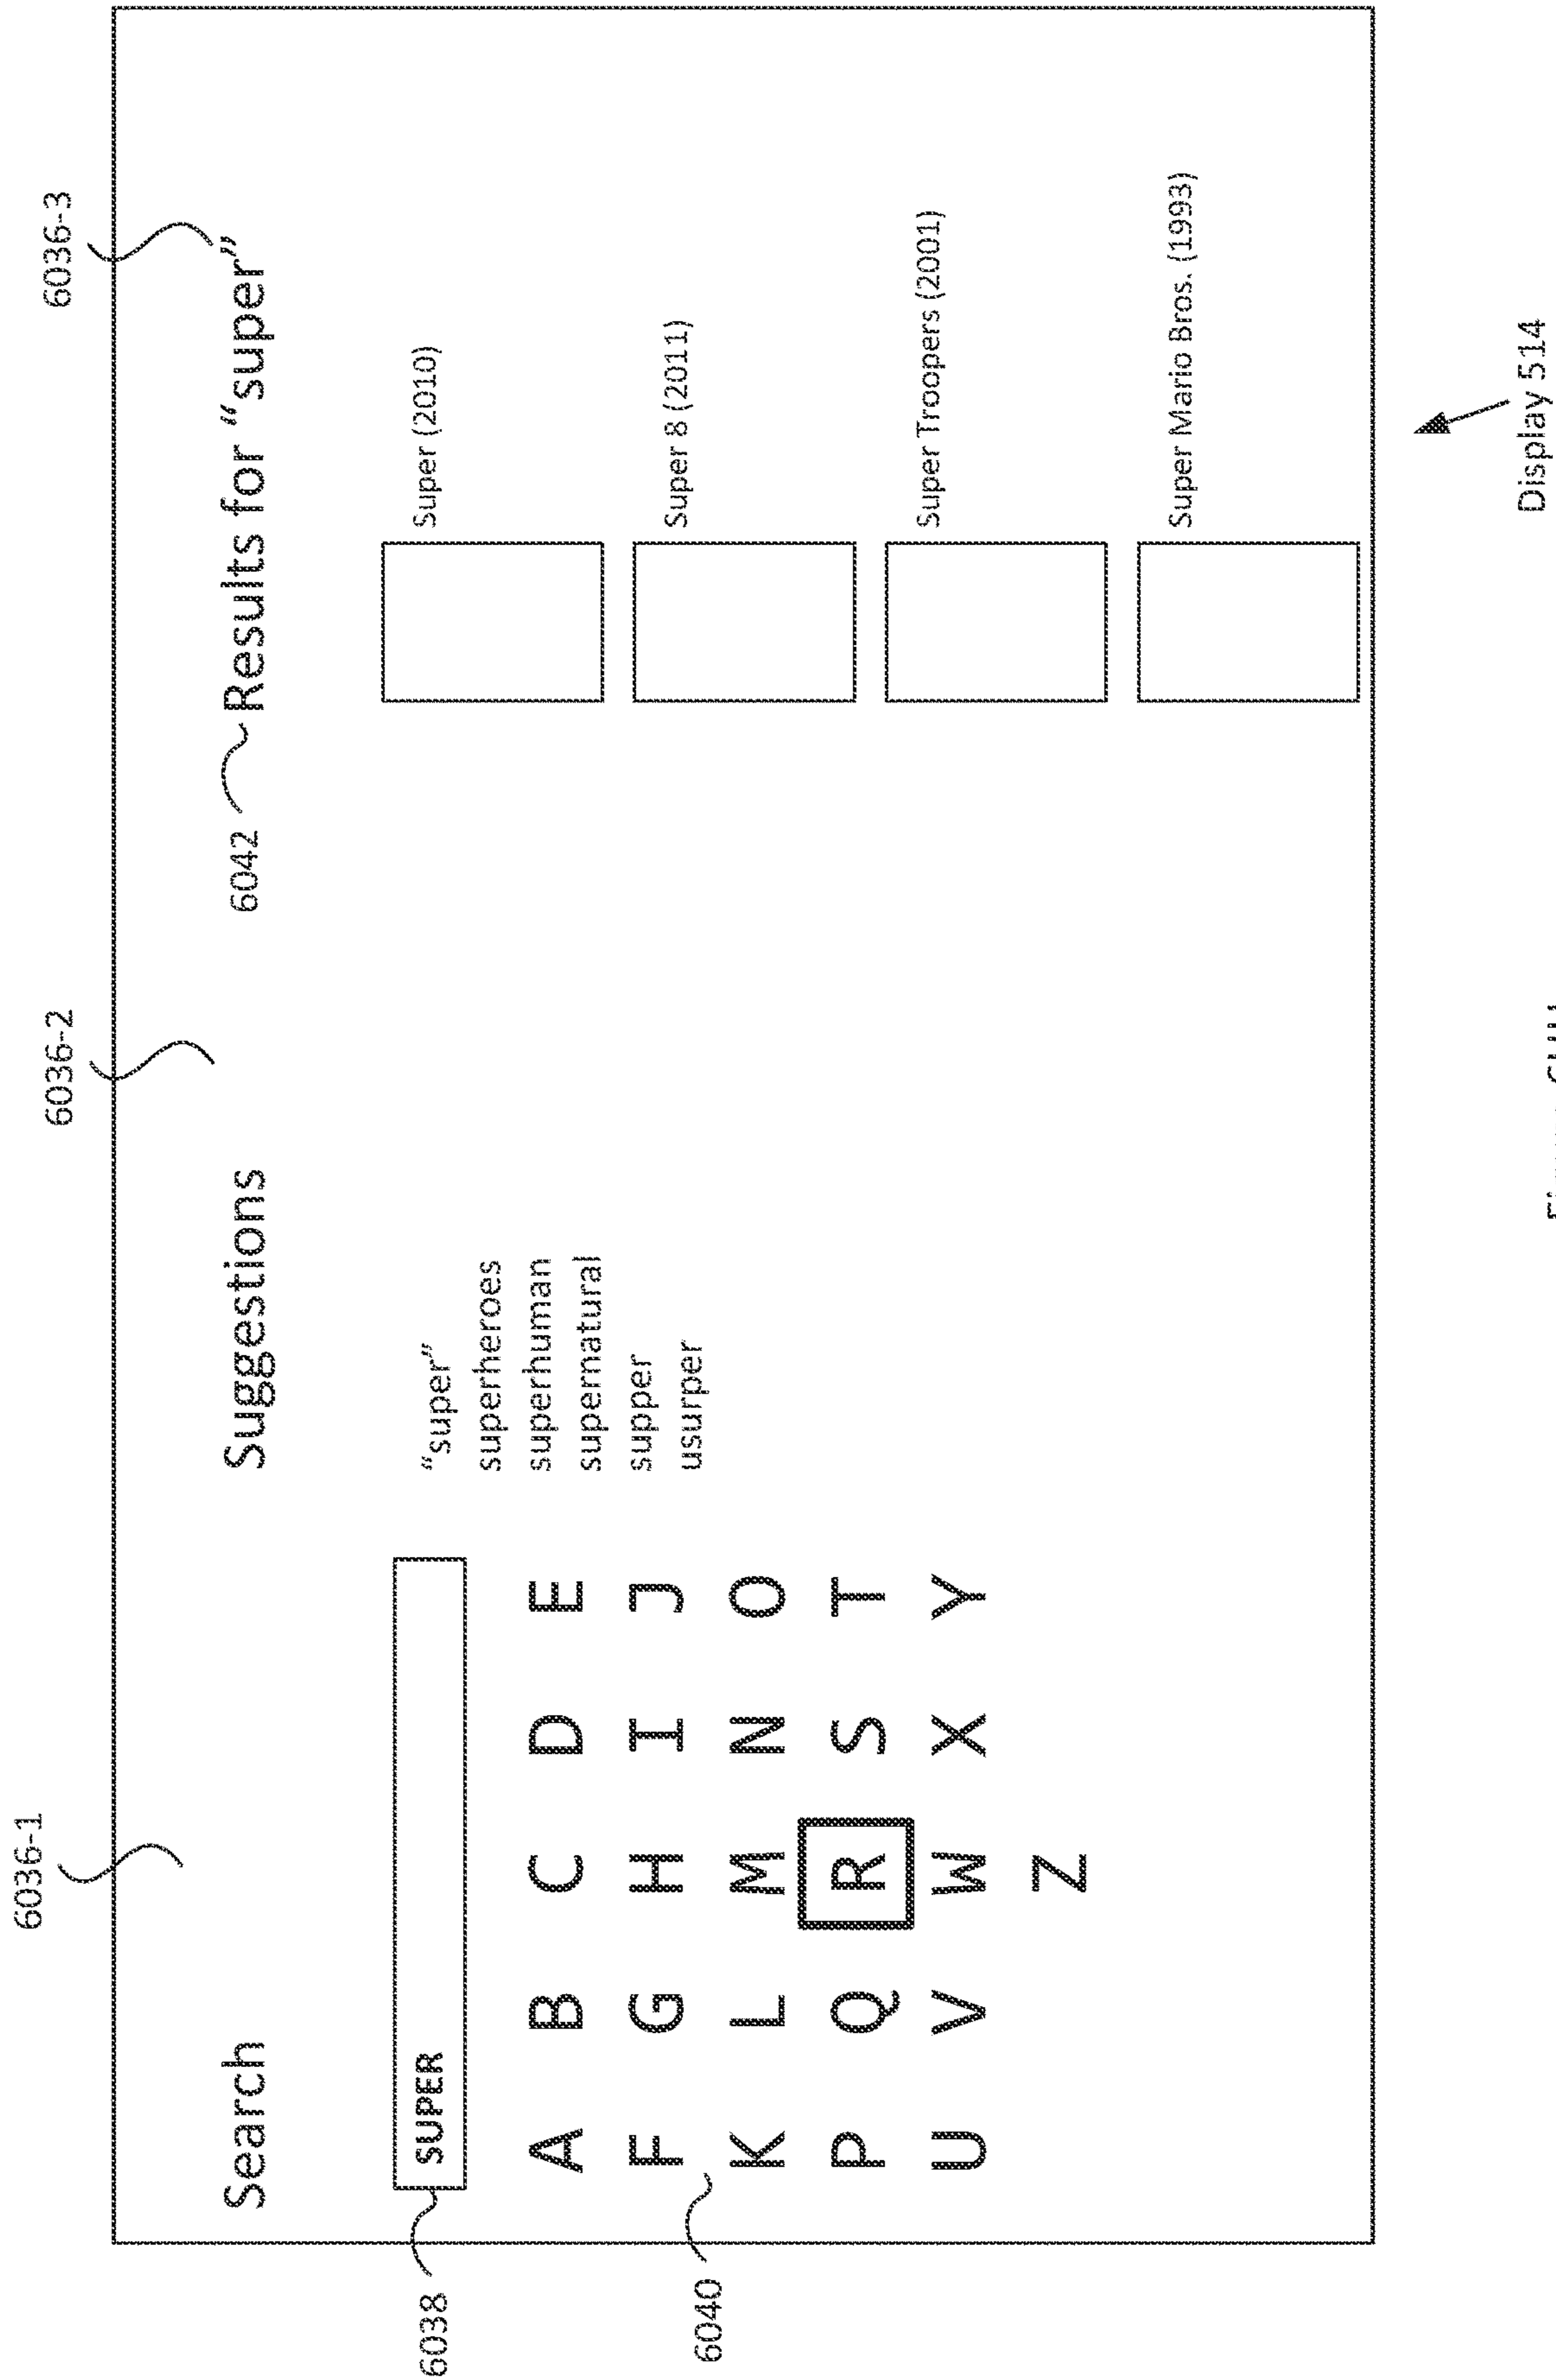 6036-1
6036-2
6036-3
Search
Suggestions
6042
Results for “super”
6038
SUPER
“super”
superheroes
superhuman
supernatural
supper
usurper
Super (2010)
Super 8 (2011)
Super Troopers (2001)
Super Mario Bros. (1993)
A B C D E
F G H I J
6040
K L M N O
P Q R S T
U V W X Y
Z
Display 514